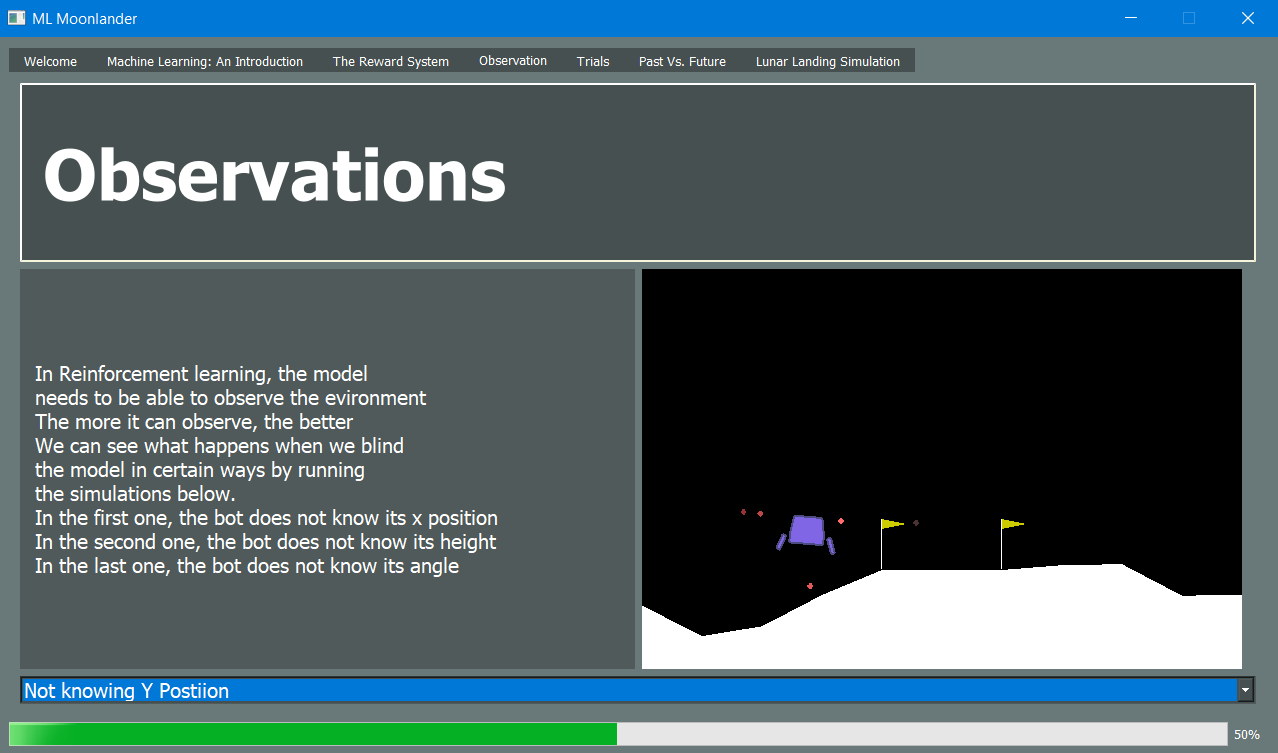 ML Moonlander
Welcome Machine Learning: An Introduction The Reward System Observation Trials Past Vs. Future Lunar Landing Simulation
Observations
In Reinforcement learning, the model
needs to be able to observe the evironment
The more it can observe, the better
We can see what happens when we blind
the model in certain ways by running
the simulations below.
In the first one, the bot does not know its x position
In the second one, the bot does not know its height
In the last one, the bot does not know its angle
Not knowing Y Postiion
50%